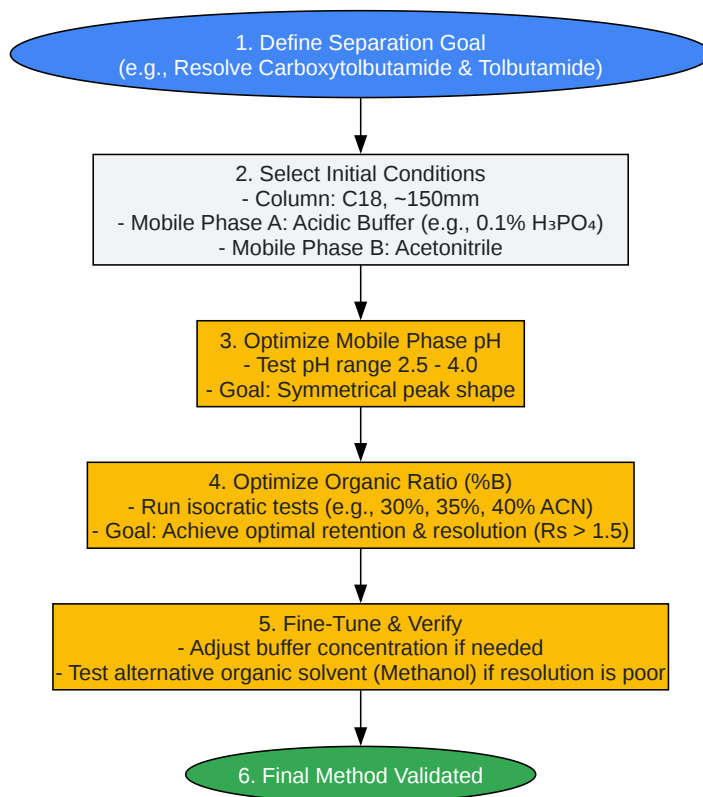 1. Define Separation Goal
(e.g., Resolve Carboxytolbutamide & Tolbutamide)
2. Select Initial Conditions
- Column: C18, ~150mm
- Mobile Phase A: Acidic Buffer (e.g., 0.1% H₃PO₄)
- Mobile Phase B: Acetonitrile
3. Optimize Mobile Phase pH
- Test pH range 2.5 - 4.0
- Goal: Symmetrical peak shape
4. Optimize Organic Ratio (%B)
- Run isocratic tests (e.g., 30%, 35%, 40% ACN)
- Goal: Achieve optimal retention & resolution (Rs > 1.5)
5. Fine-Tune & Verify
- Adjust buffer concentration if needed
- Test alternative organic solvent (Methanol) if resolution is poor
6. Final Method Validated